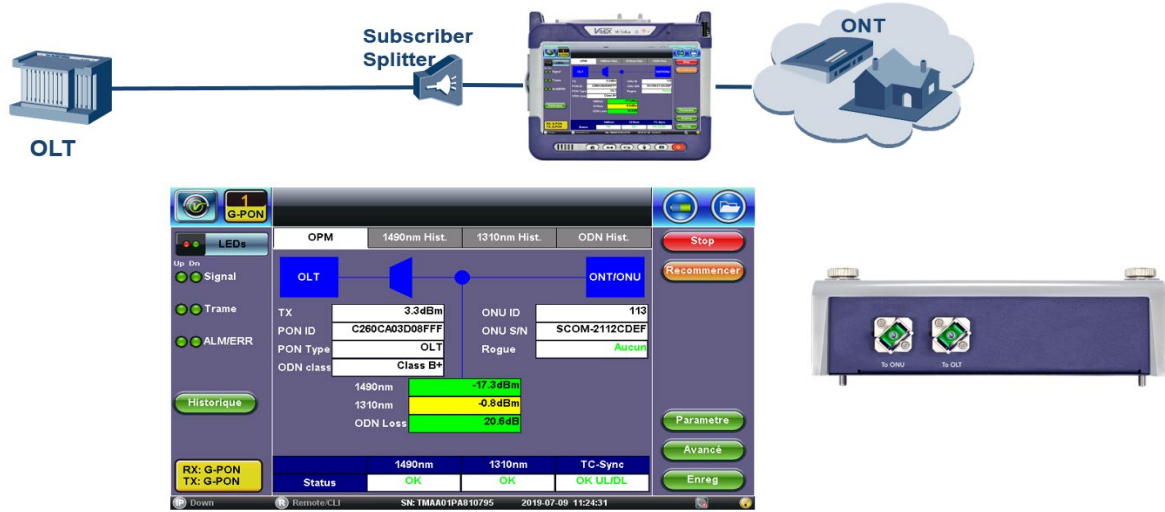 OLT
Subscriber
Splitter
VeEX
ONT
1
G-PON
LEDs
Up Dn
Signal
Trame
ALM/ERR
Historique
RX: G-PON
TX: G-PON
OPM 1490nm Hist. 1310nm Hist. ODN Hist.
OLT ONT/ONU
TX 3.3dBm ONU ID 113
PON ID C260CA03D08FFF ONU S/N SCOM-2112CDEF
PON Type OLT Rogue Aucun
ODN class Class B+
1490nm -17.3dBm
1310nm -0.8dBm
ODN Loss 20.6dB
1490nm 1310nm TC-Sync
Status OK OK OK UL/DL
Stop
Recommencer
Parametre
Avancé
Enreg
IP Down R Remote/CLI SN: TMAA01PA810795 2019-07-09 11:24:31
To ONU To OLT